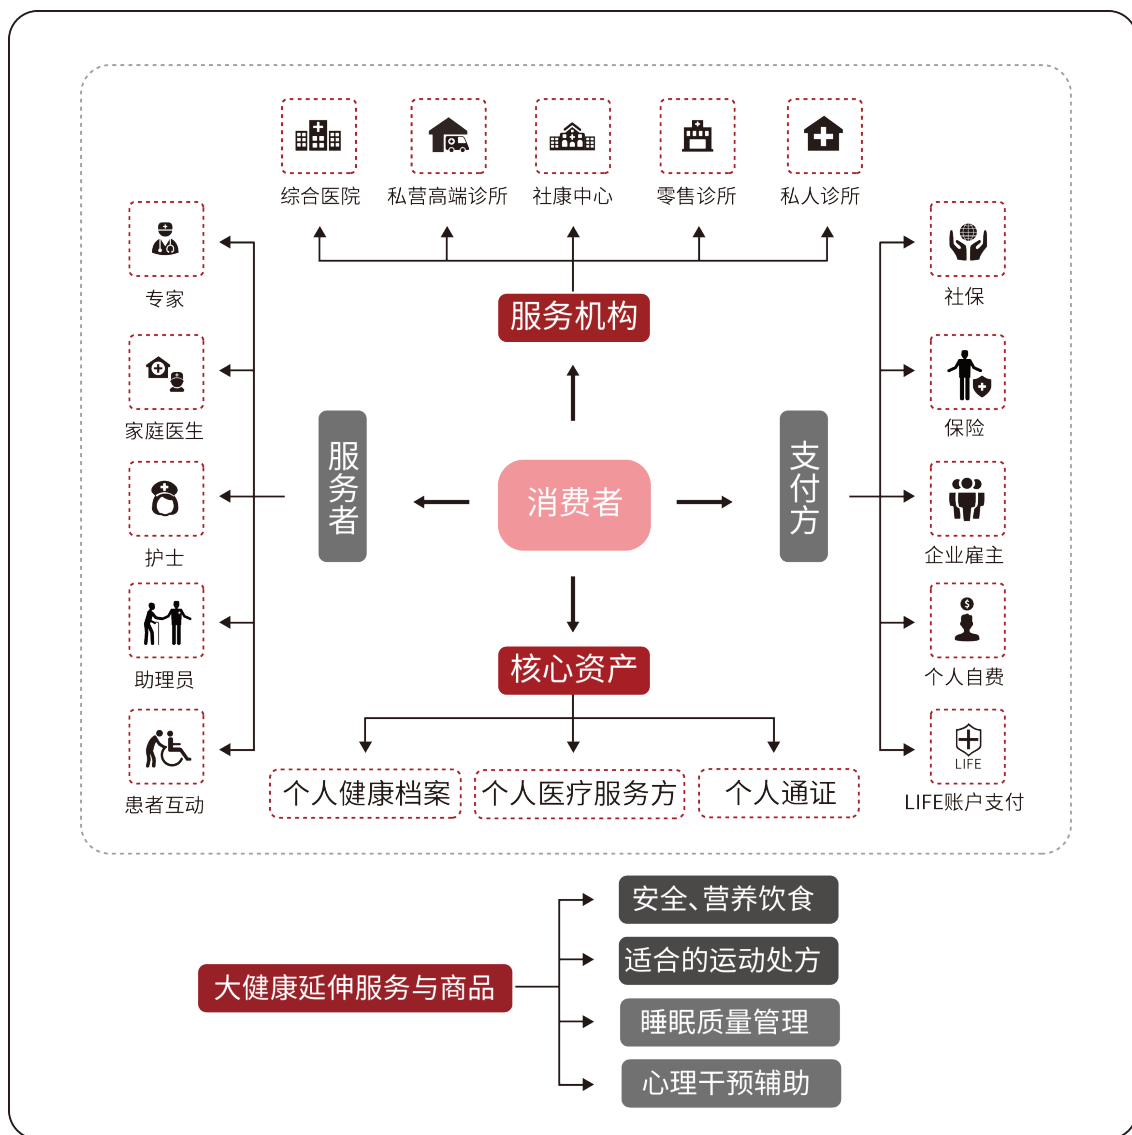 综合医院
私营高端诊所
社康中心
零售诊所
私人诊所
服务机构
专家
家庭医生
护士
助理员
患者互动
服务者
消费者
支付方
社保
保险
企业雇主
个人自费
LIFE
LIFE账户支付
核心资产
个人健康档案
个人医疗服务方
个人通证
大健康延伸服务与商品
安全、营养饮食
适合的运动处方
睡眠质量管理
心理干预辅助